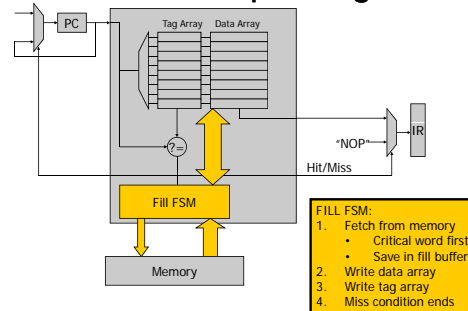 PC
Tag Array
Data Array
?=
"NOP"
IR
Hit/Miss
Fill FSM
Memory
FILL FSM:
1. Fetch from memory
• Critical word first
• Save in fill buffer
2. Write data array
3. Write tag array
4. Miss condition ends